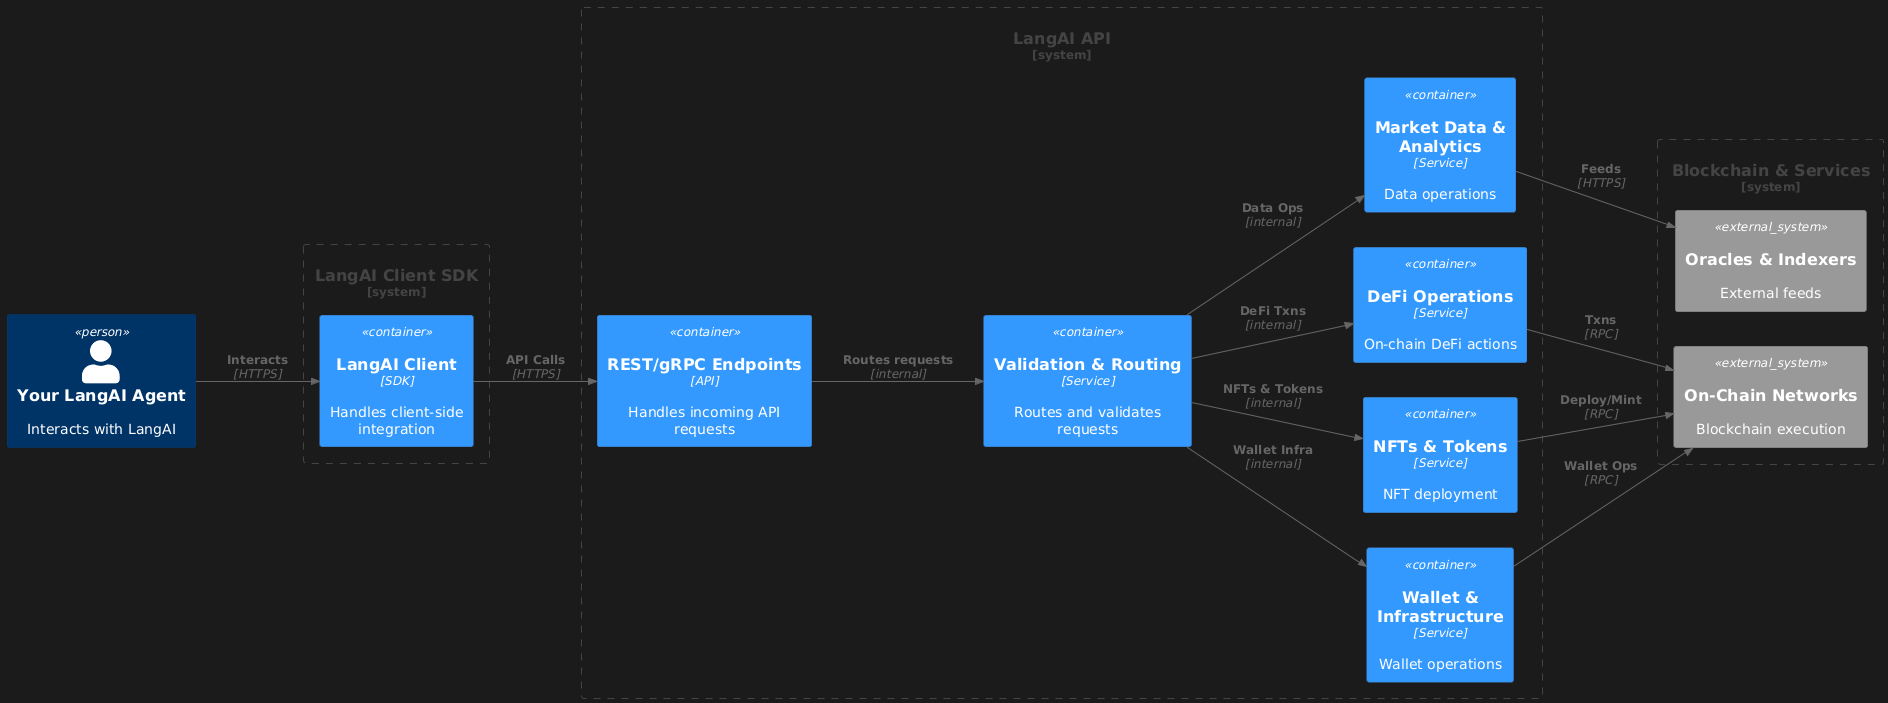 «person»
Your LangAI Agent
Interacts with LangAI
Interacts
[HTTPS]
LangAI Client SDK
[system]
«container»
LangAI Client
[SDK]
Handles client-side
integration
API Calls
[HTTPS]
LangAI API
[system]
«container»
REST/gRPC Endpoints
[API]
Handles incoming API
requests
Routes requests
[internal]
«container»
Validation & Routing
[Service]
Routes and validates
requests
Data Ops
[internal]
DeFi Txns
[internal]
NFTs & Tokens
[internal]
Wallet Infra
[internal]
«container»
Market Data &
Analytics
[Service]
Data operations
«container»
DeFi Operations
[Service]
On-chain DeFi actions
«container»
NFTs & Tokens
[Service]
NFT deployment
«container»
Wallet &
Infrastructure
[Service]
Wallet operations
Feeds
[HTTPS]
Txns
[RPC]
Deploy/Mint
[RPC]
Wallet Ops
[RPC]
Blockchain & Services
[system]
«external_system»
Oracles & Indexers
External feeds
«external_system»
On-Chain Networks
Blockchain execution